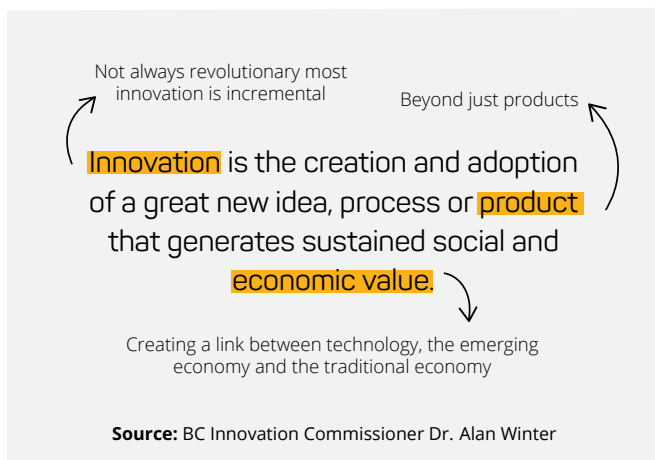 Not always revolutionary most
innovation is incremental
Beyond just products
Innovation is the creation and adoption
of a great new idea, process or product
that generates sustained social and
economic value.
Creating a link between technology, the emerging
economy and the traditional economy
Source: BC Innovation Commissioner Dr. Alan Winter